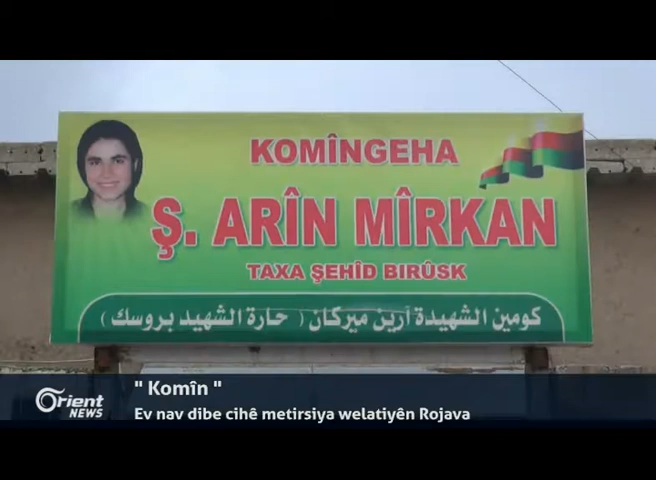 KOMÎNGEHA
Ş. ARÎN MÎRKAN
TAXA ŞEHÎD BIRÛSK
كومين الشهيدة آرين ميركان ( حارة الشهيد بروسك )
Orient
NEWS
" Komîn "
Ev nav dibe cihê metirsiya welatiyên Rojava